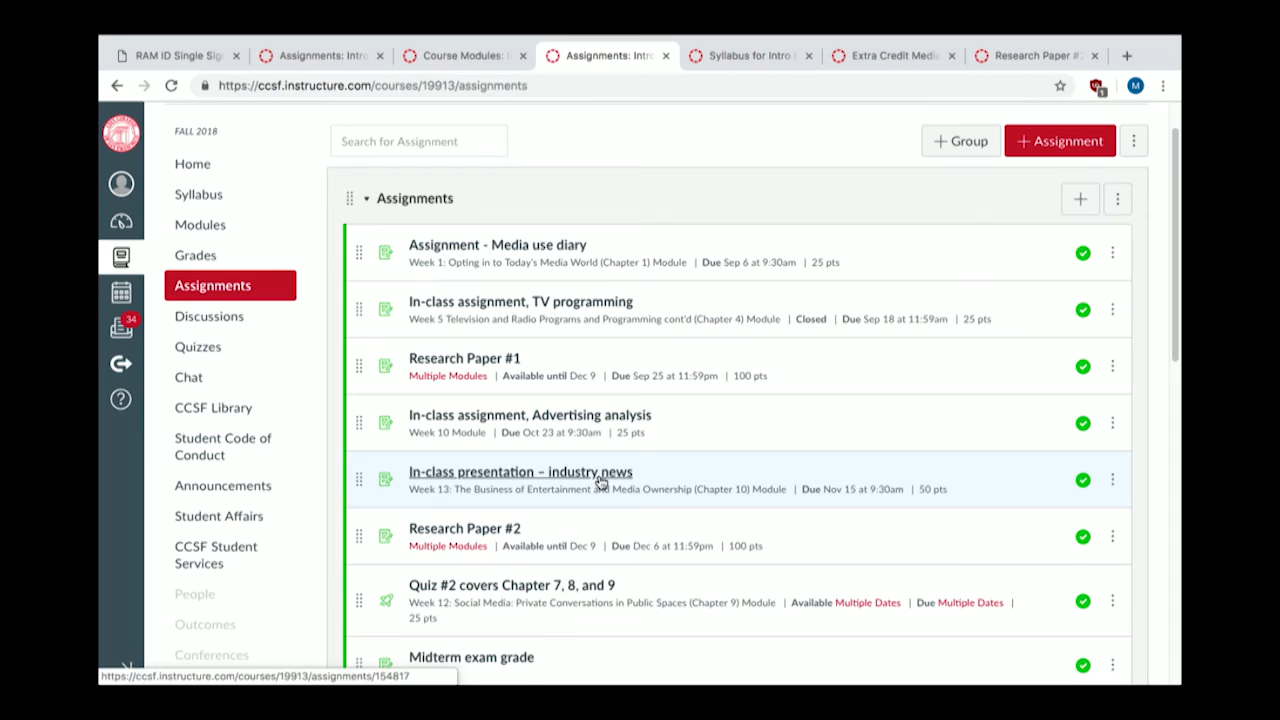 RAM ID Single Sig
Assignments: Intro
Course Modules: I
Assignments: Intro
Syllabus for Intro
Extra Credit Media
Research Paper #
https://ccsf.instructure.com/courses/19913/assignments
1
M
FALL 2018
Home
Syllabus
Modules
Grades
Assignments
Discussions
Quizzes
Chat
CCSF Library
Student Code of
Conduct
Announcements
Student Affairs
CCSF Student
Services
People
Outcomes
Conferences
34
Search for Assignment
+ Group
+ Assignment
Assignments
Assignment - Media use diary
Week 1: Opting in to Today's Media World (Chapter 1) Module | Due Sep 6 at 9:30am | 25 pts
In-class assignment, TV programming
Week 5 Television and Radio Programs and Programming cont'd (Chapter 4) Module | Closed | Due Sep 18 at 11:59am | 25 pts
Research Paper #1
Multiple Modules | Available until Dec 9 | Due Sep 25 at 11:59pm | 100 pts
In-class assignment, Advertising analysis
Week 10 Module | Due Oct 23 at 9:30am | 25 pts
In-class presentation – industry news
Week 13: The Business of Entertainment and Media Ownership (Chapter 10) Module | Due Nov 15 at 9:30am | 50 pts
Research Paper #2
Multiple Modules | Available until Dec 9 | Due Dec 6 at 11:59pm | 100 pts
Quiz #2 covers Chapter 7, 8, and 9
Week 12: Social Media: Private Conversations in Public Spaces (Chapter 9) Module | Available Multiple Dates | Due Multiple Dates |
25 pts
Midterm exam grade
https://ccsf.instructure.com/courses/19913/assignments/154817